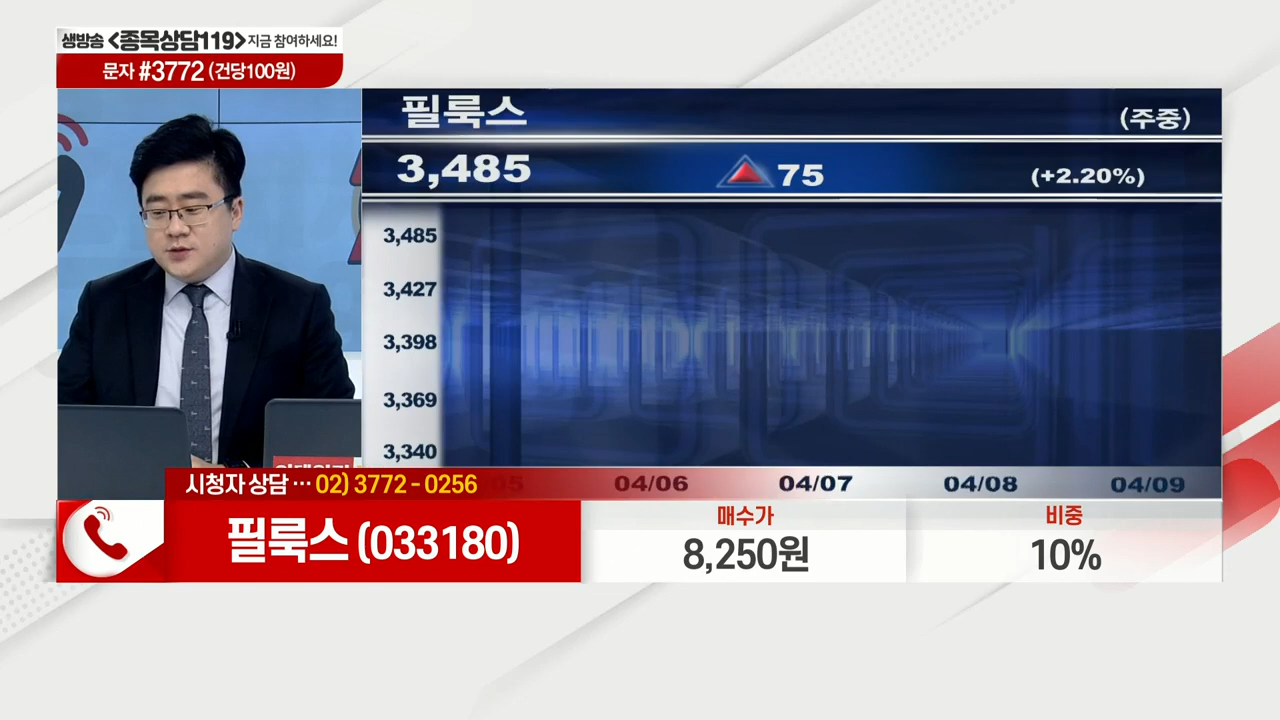 생방송 <종목상담119> 지금 참여하세요!
문자 #3772 (건당100원)
필룩스 (주중)
3,485 75 (+2.20%)
3,485
3,427
3,398
3,369
3,340
04/06 04/07 04/08 04/09
시청자 상담 … 02) 3772 - 0256
필룩스 (033180)
매수가
8,250원
비중
10%